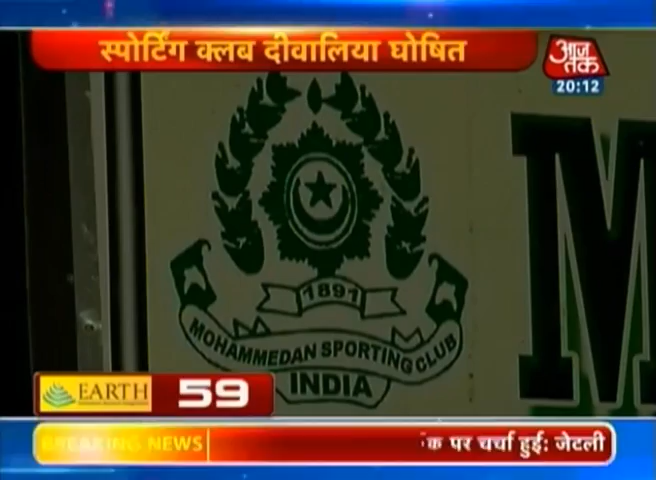 स्पोर्टिंग क्लब दीवालिया घोषित
आज तक
20:12
1891
MOHAMMEDAN SPORTING CLUB
INDIA
M
EARTH
59
BREAKING NEWS
पर चर्चा हुई: जेटली